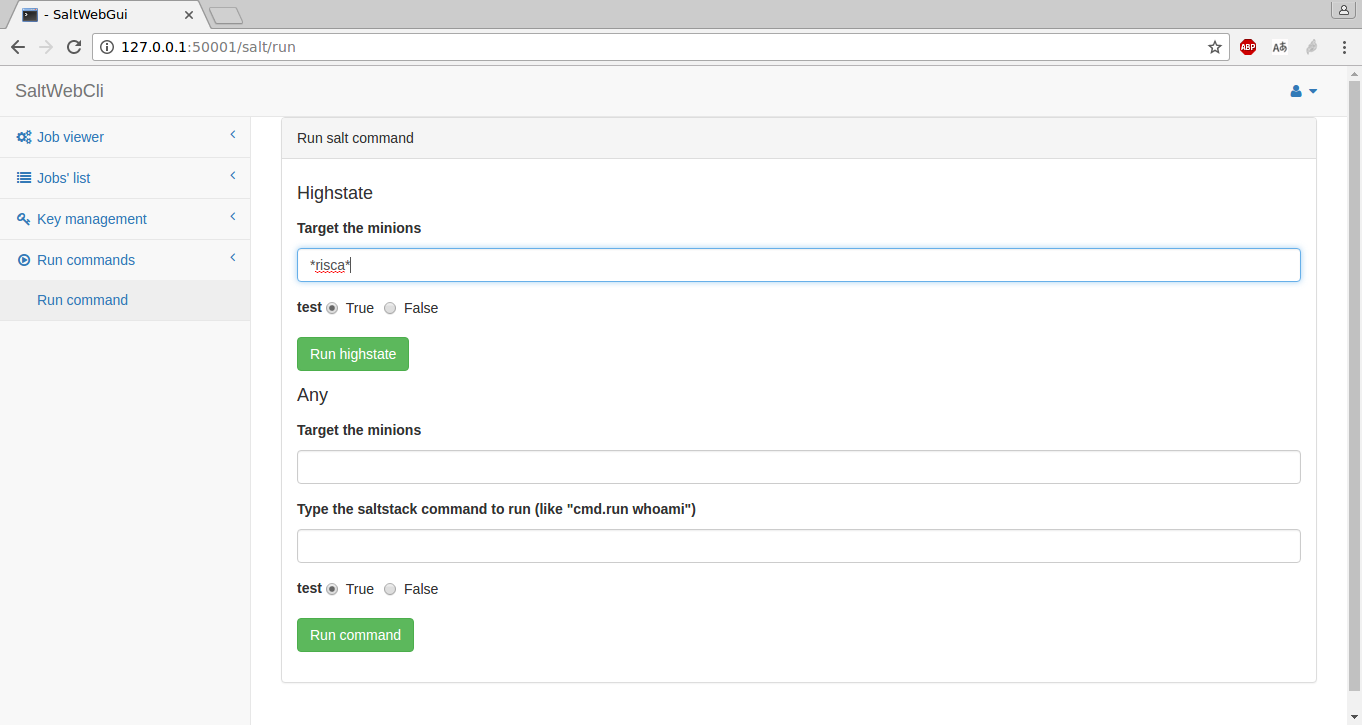 - SaltWebGui
127.0.0.1:50001/salt/run
ABP
Aあ
SaltWebCli
Job viewer
Jobs' list
Key management
Run commands
Run command
Run salt command
Highstate
Target the minions
*risca*
test True False
Run highstate
Any
Target the minions
Type the saltstack command to run (like "cmd.run whoami")
test True False
Run command